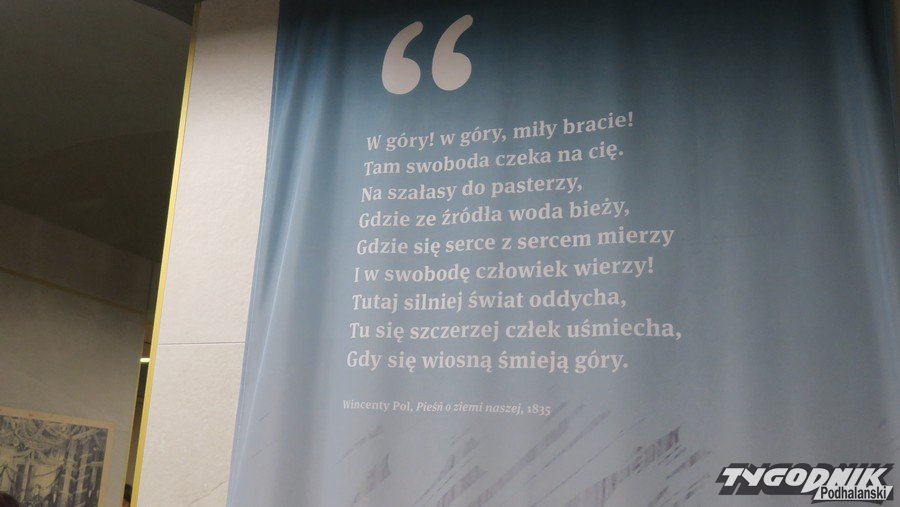 “
W góry! w góry, miły bracie!
Tam swoboda czeka na cię.
Na szałasy do pasterzy,
Gdzie ze źródła woda bieży,
Gdzie się serce z sercem mierzy
I w swobodę człowiek wierzy!
Tutaj silniej świat oddycha,
Tu się szczerzej człek uśmiecha,
Gdy się wiosną śmieją góry.
Wincenty Pol, Pieśń o ziemi naszej, 1835
TYGODNIK
Podhalański